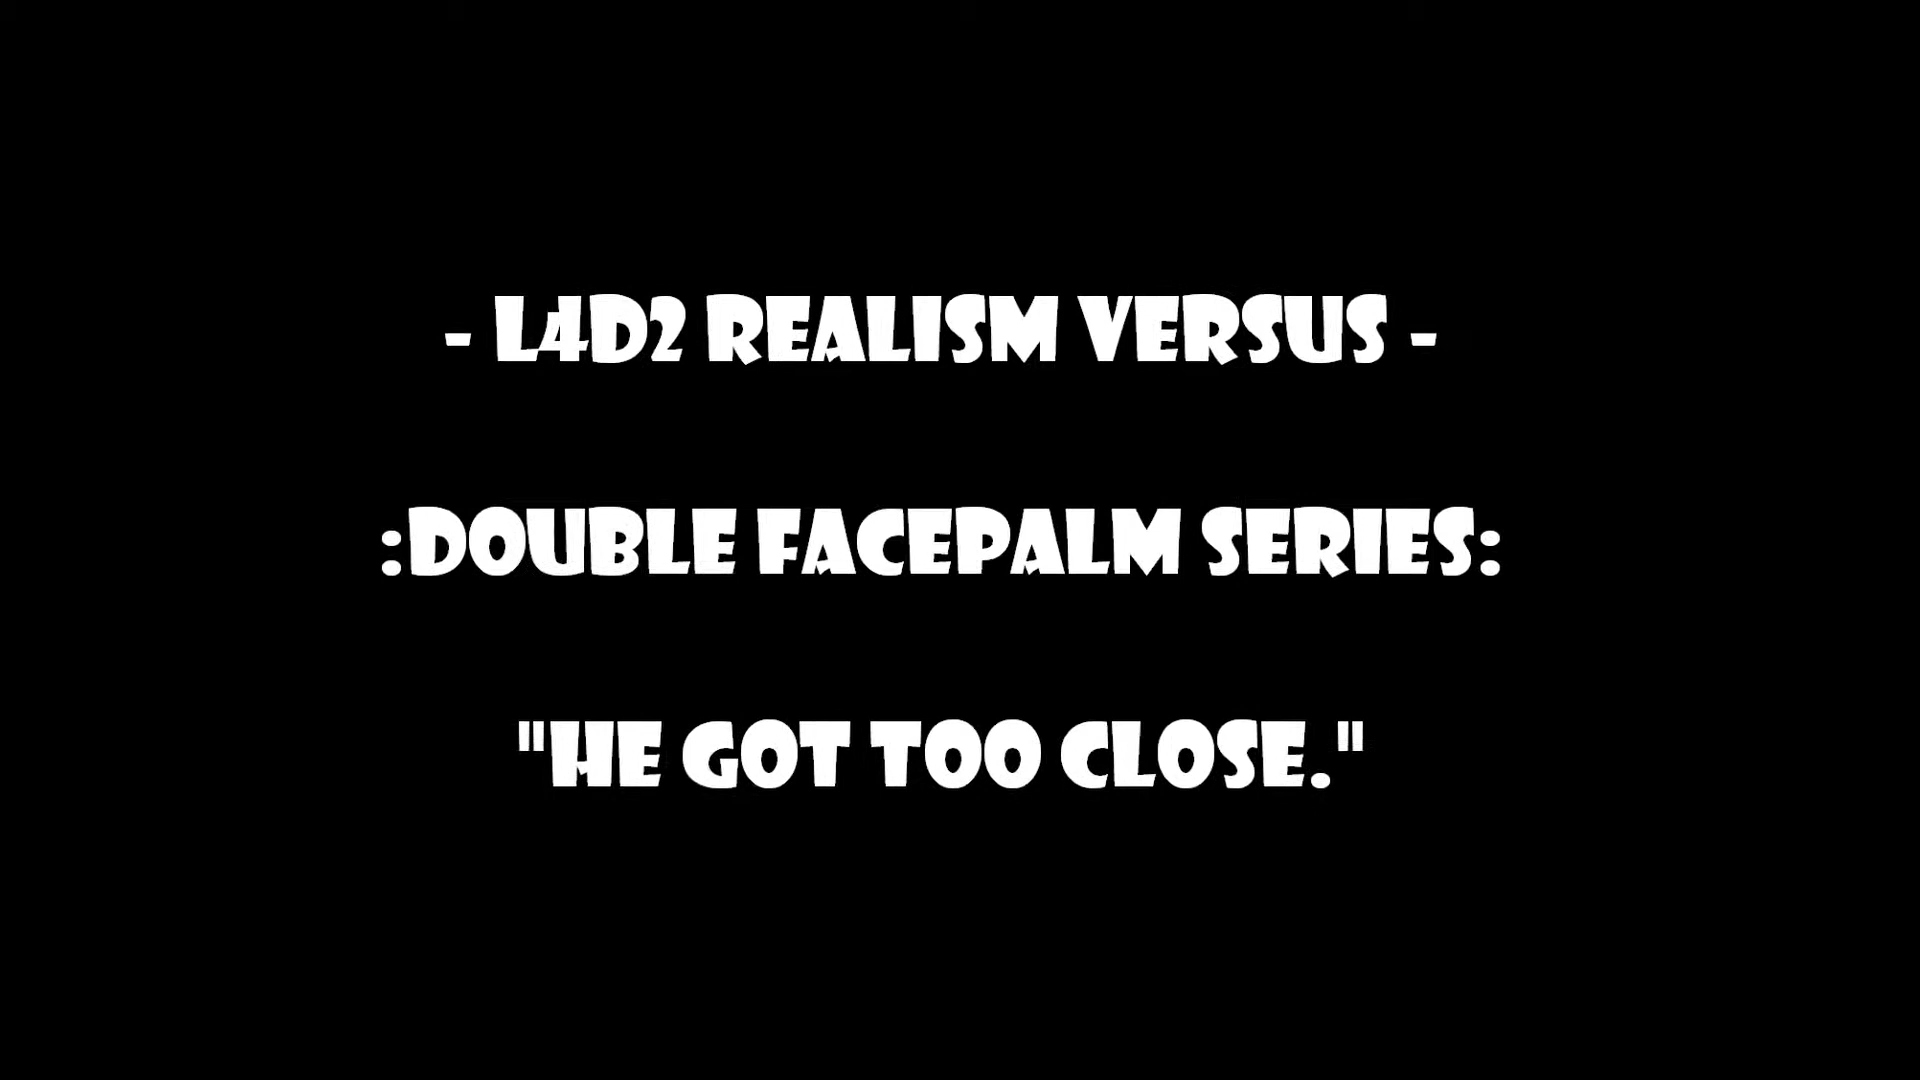 - L4D2 REALISM VERSUS -
:DOUBLE FACEPALM SERIES:
"HE GOT TOO CLOSE."